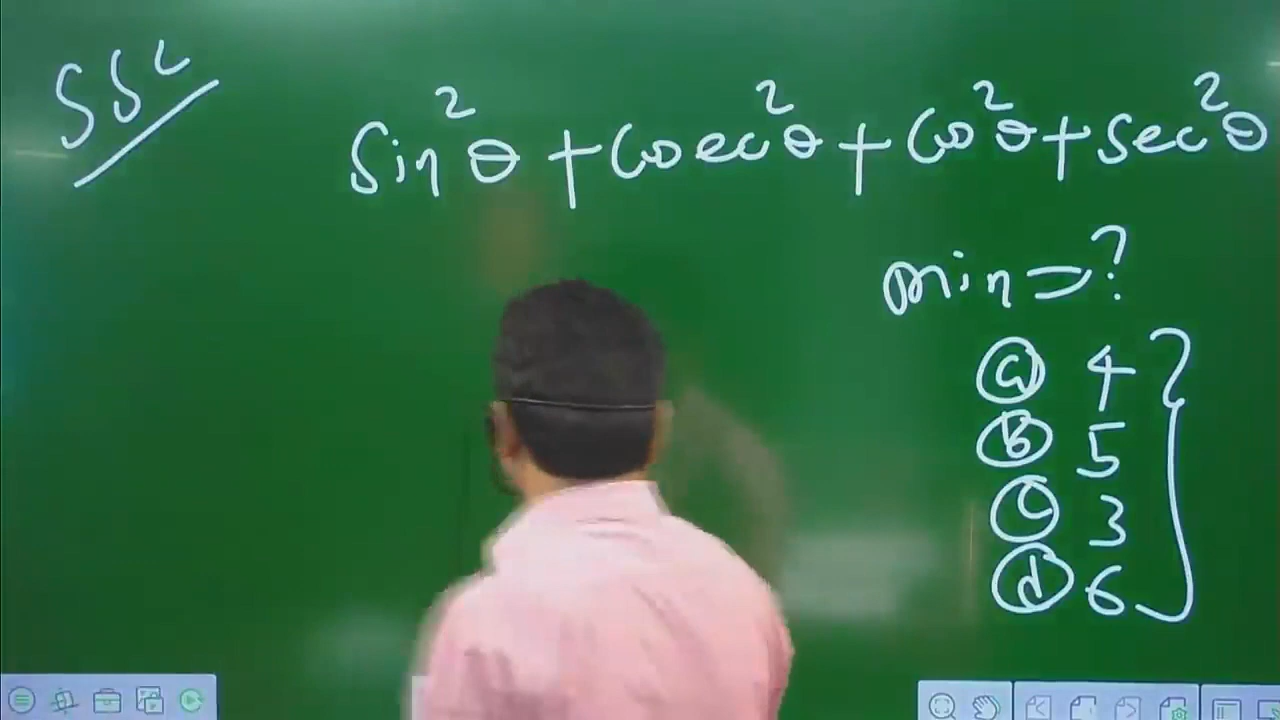 SSC
Sin²θ + Cosec²θ + Cos²θ + Sec²θ
min = ?
(a) 4
(b) 5
(c) 3
(d) 6